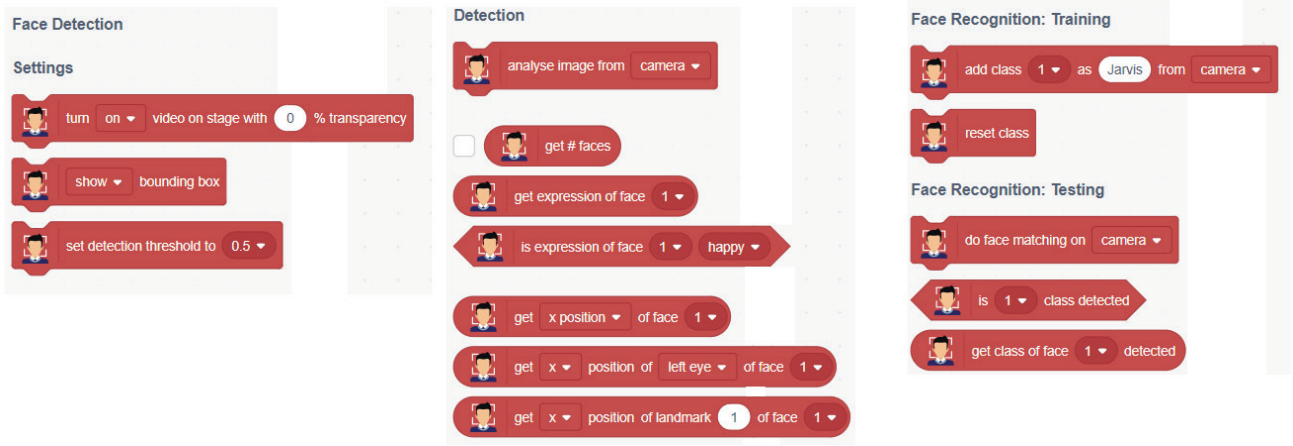 Face Detection
Settings
turn on video on stage with 0 % transparency
show bounding box
set detection threshold to 0.5
Detection
analyse image from camera
get # faces
get expression of face 1
is expression of face 1 happy
get x position of face 1
get x position of left eye of face 1
get x position of landmark 1 of face 1
Face Recognition: Training
add class 1 as Jarvis from camera
reset class
Face Recognition: Testing
do face matching on camera
is 1 class detected
get class of face 1 detected